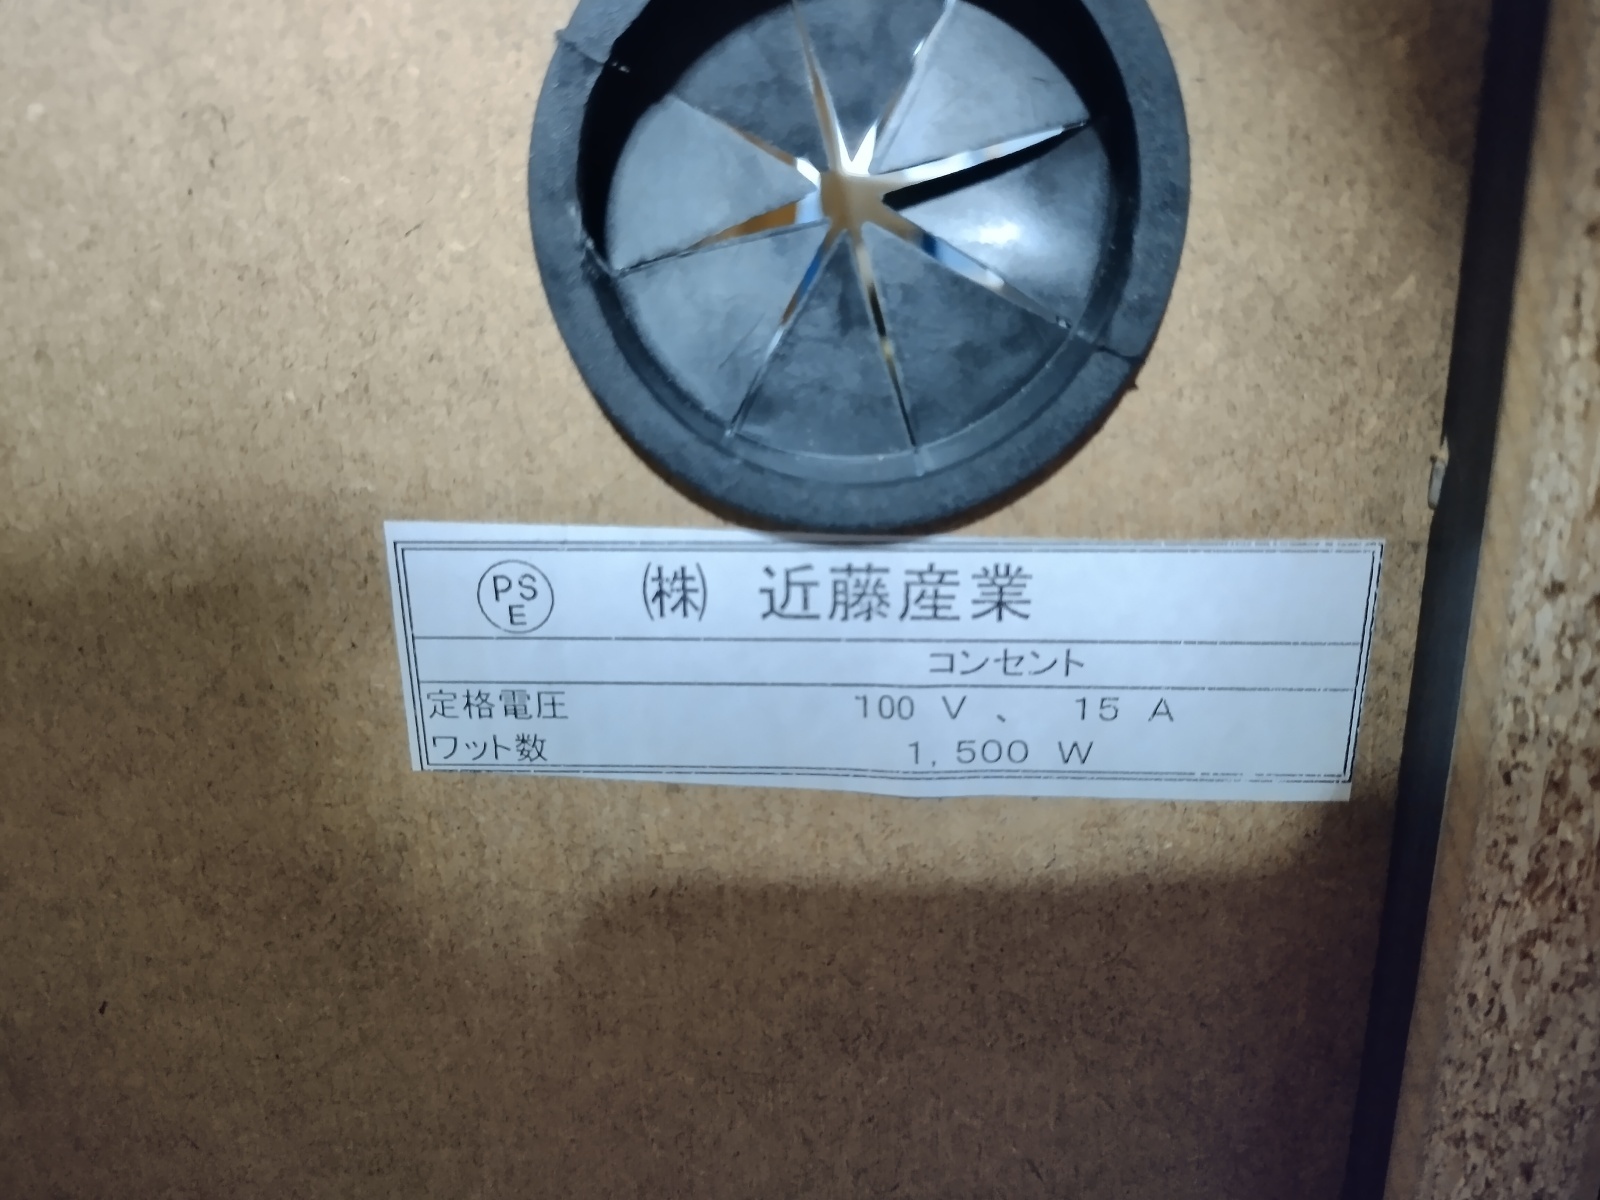 PS
E
㈱ 近藤産業
コンセント
定格電圧 100 V 、 15 A
ワット数 1,500 W